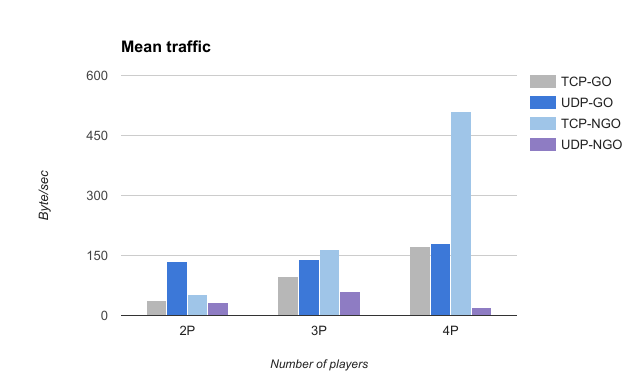 Mean traffic
600
450
300
150
0
Byte/sec
2P
3P
4P
Number of players
TCP-GO
UDP-GO
TCP-NGO
UDP-NGO